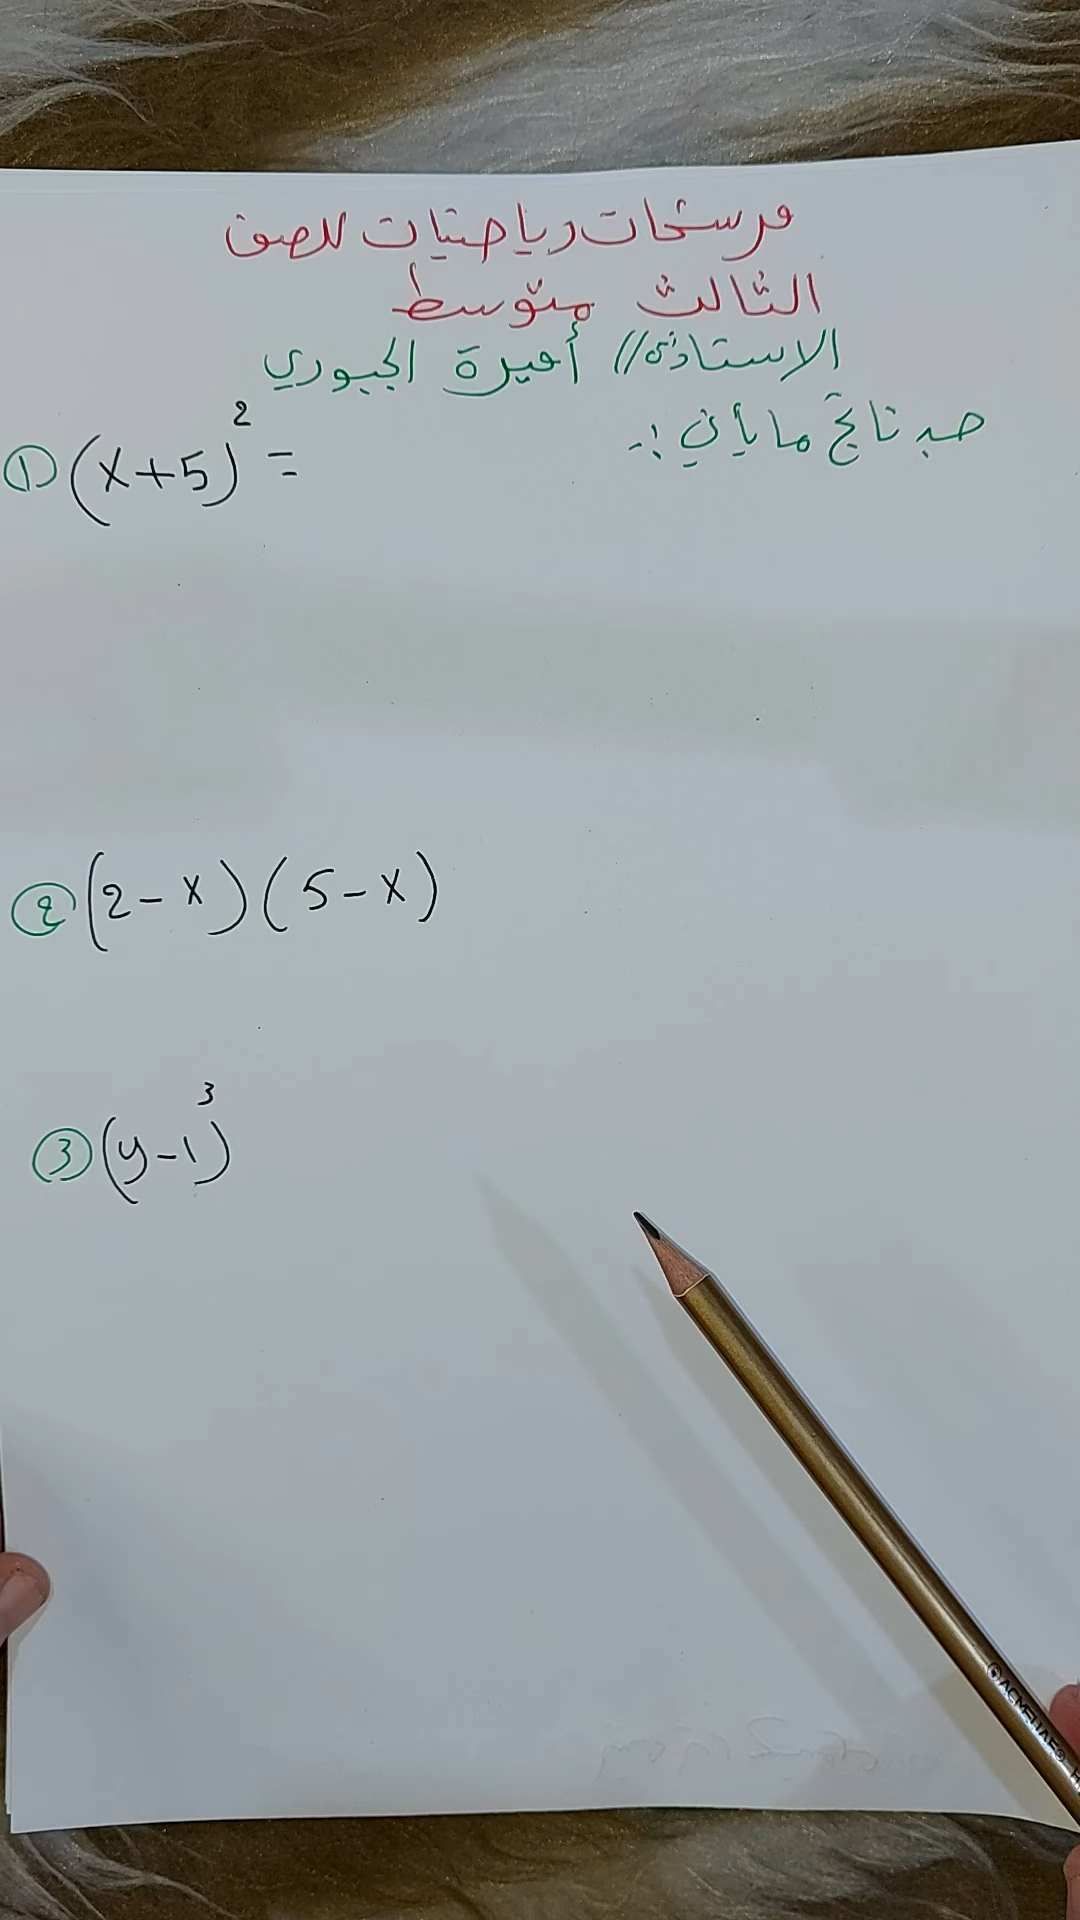 مرشحات رياضيات للصف
الثالث متوسط
الاستاذة // أميرة الجبوري
جد ناتج ما يأتي :-
① (x+5)² =
② (2-x)(5-x)
③ (y-1)³